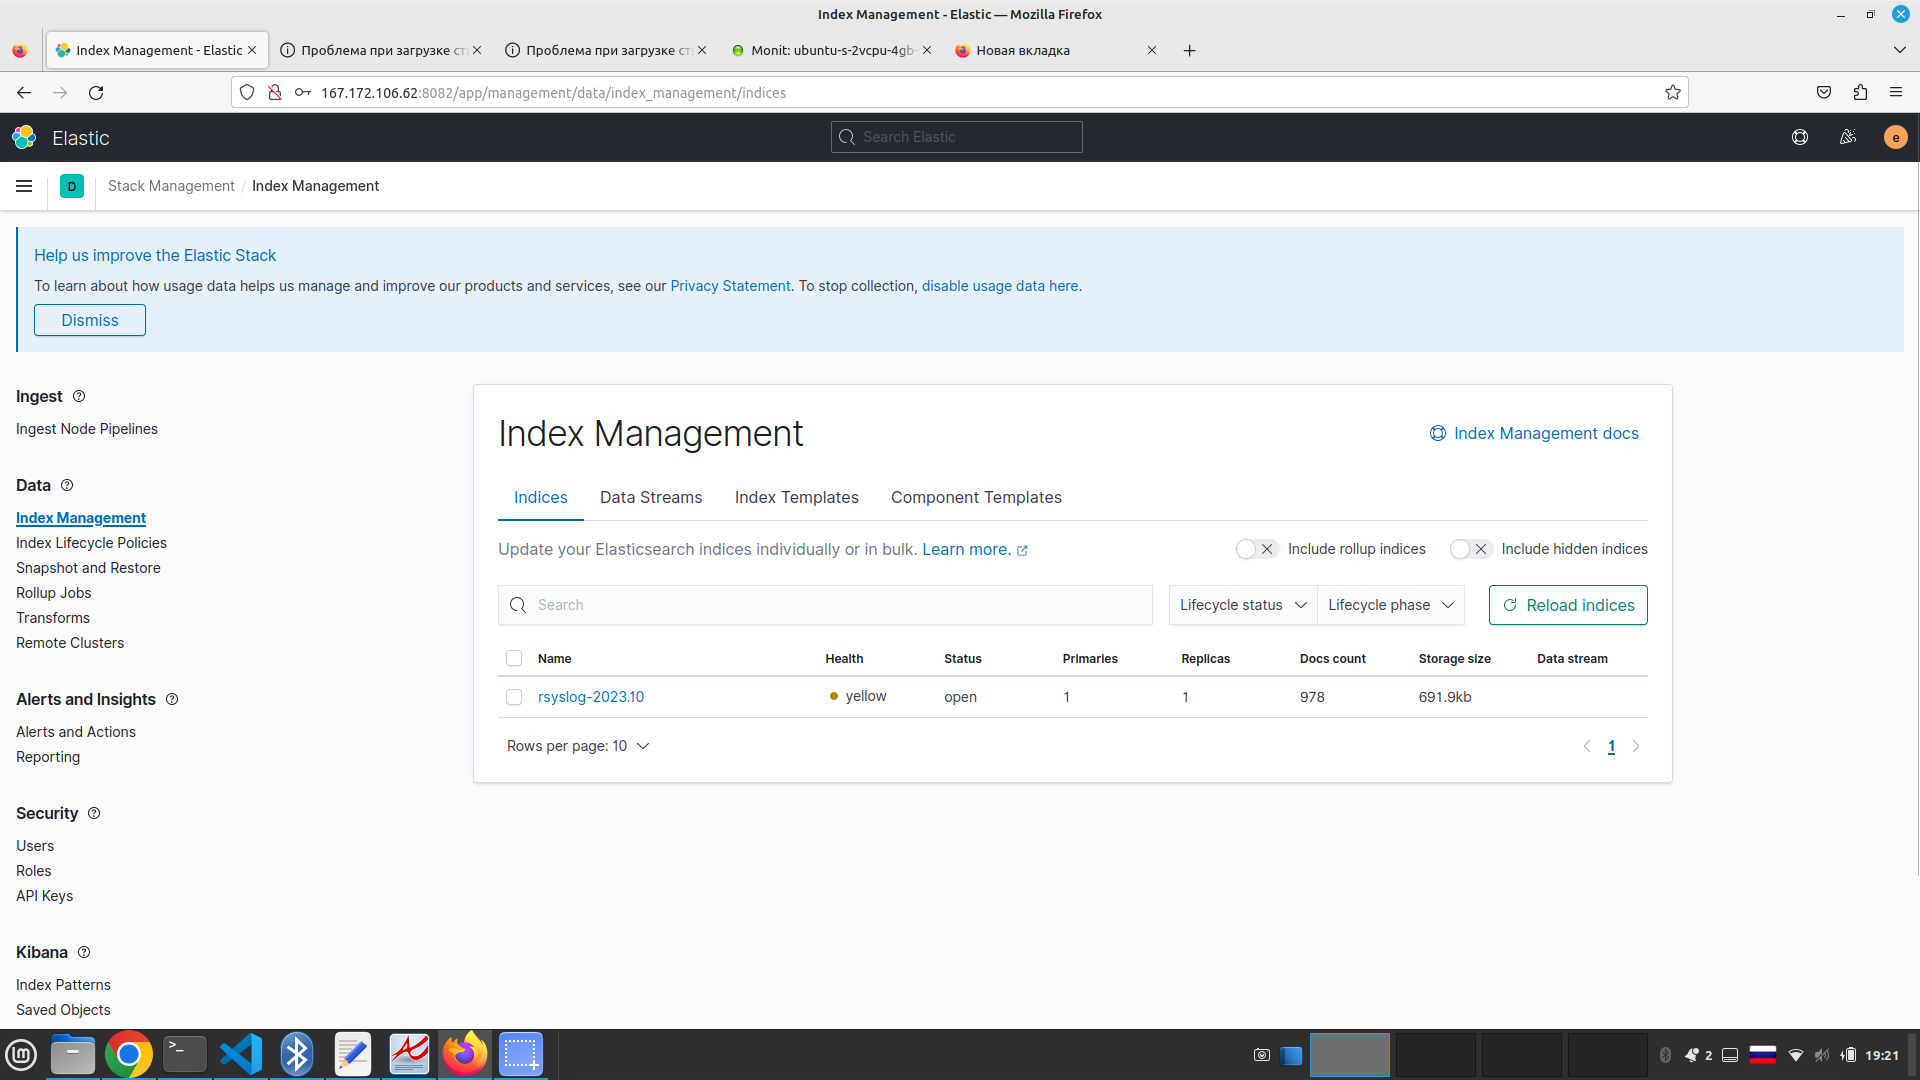 Index Management - Elastic — Mozilla Firefox
Index Management - Elastic
Проблема при загрузке ст
Проблема при загрузке ст
Monit: ubuntu-s-2vcpu-4gb-
Новая вкладка
167.172.106.62:8082/app/management/data/index_management/indices
Elastic
Search Elastic
e
D
Stack Management / Index Management
Help us improve the Elastic Stack
To learn about how usage data helps us manage and improve our products and services, see our Privacy Statement. To stop collection, disable usage data here.
Dismiss
Ingest
Ingest Node Pipelines
Data
Index Management
Index Lifecycle Policies
Snapshot and Restore
Rollup Jobs
Transforms
Remote Clusters
Alerts and Insights
Alerts and Actions
Reporting
Security
Users
Roles
API Keys
Kibana
Index Patterns
Saved Objects
Index Management
Index Management docs
Indices Data Streams Index Templates Component Templates
Update your Elasticsearch indices individually or in bulk. Learn more.
Include rollup indices
Include hidden indices
Search
Lifecycle status
Lifecycle phase
Reload indices
Name Health Status Primaries Replicas Docs count Storage size Data stream
rsyslog-2023.10 yellow open 1 1 978 691.9kb
Rows per page: 10
1
2
19:21